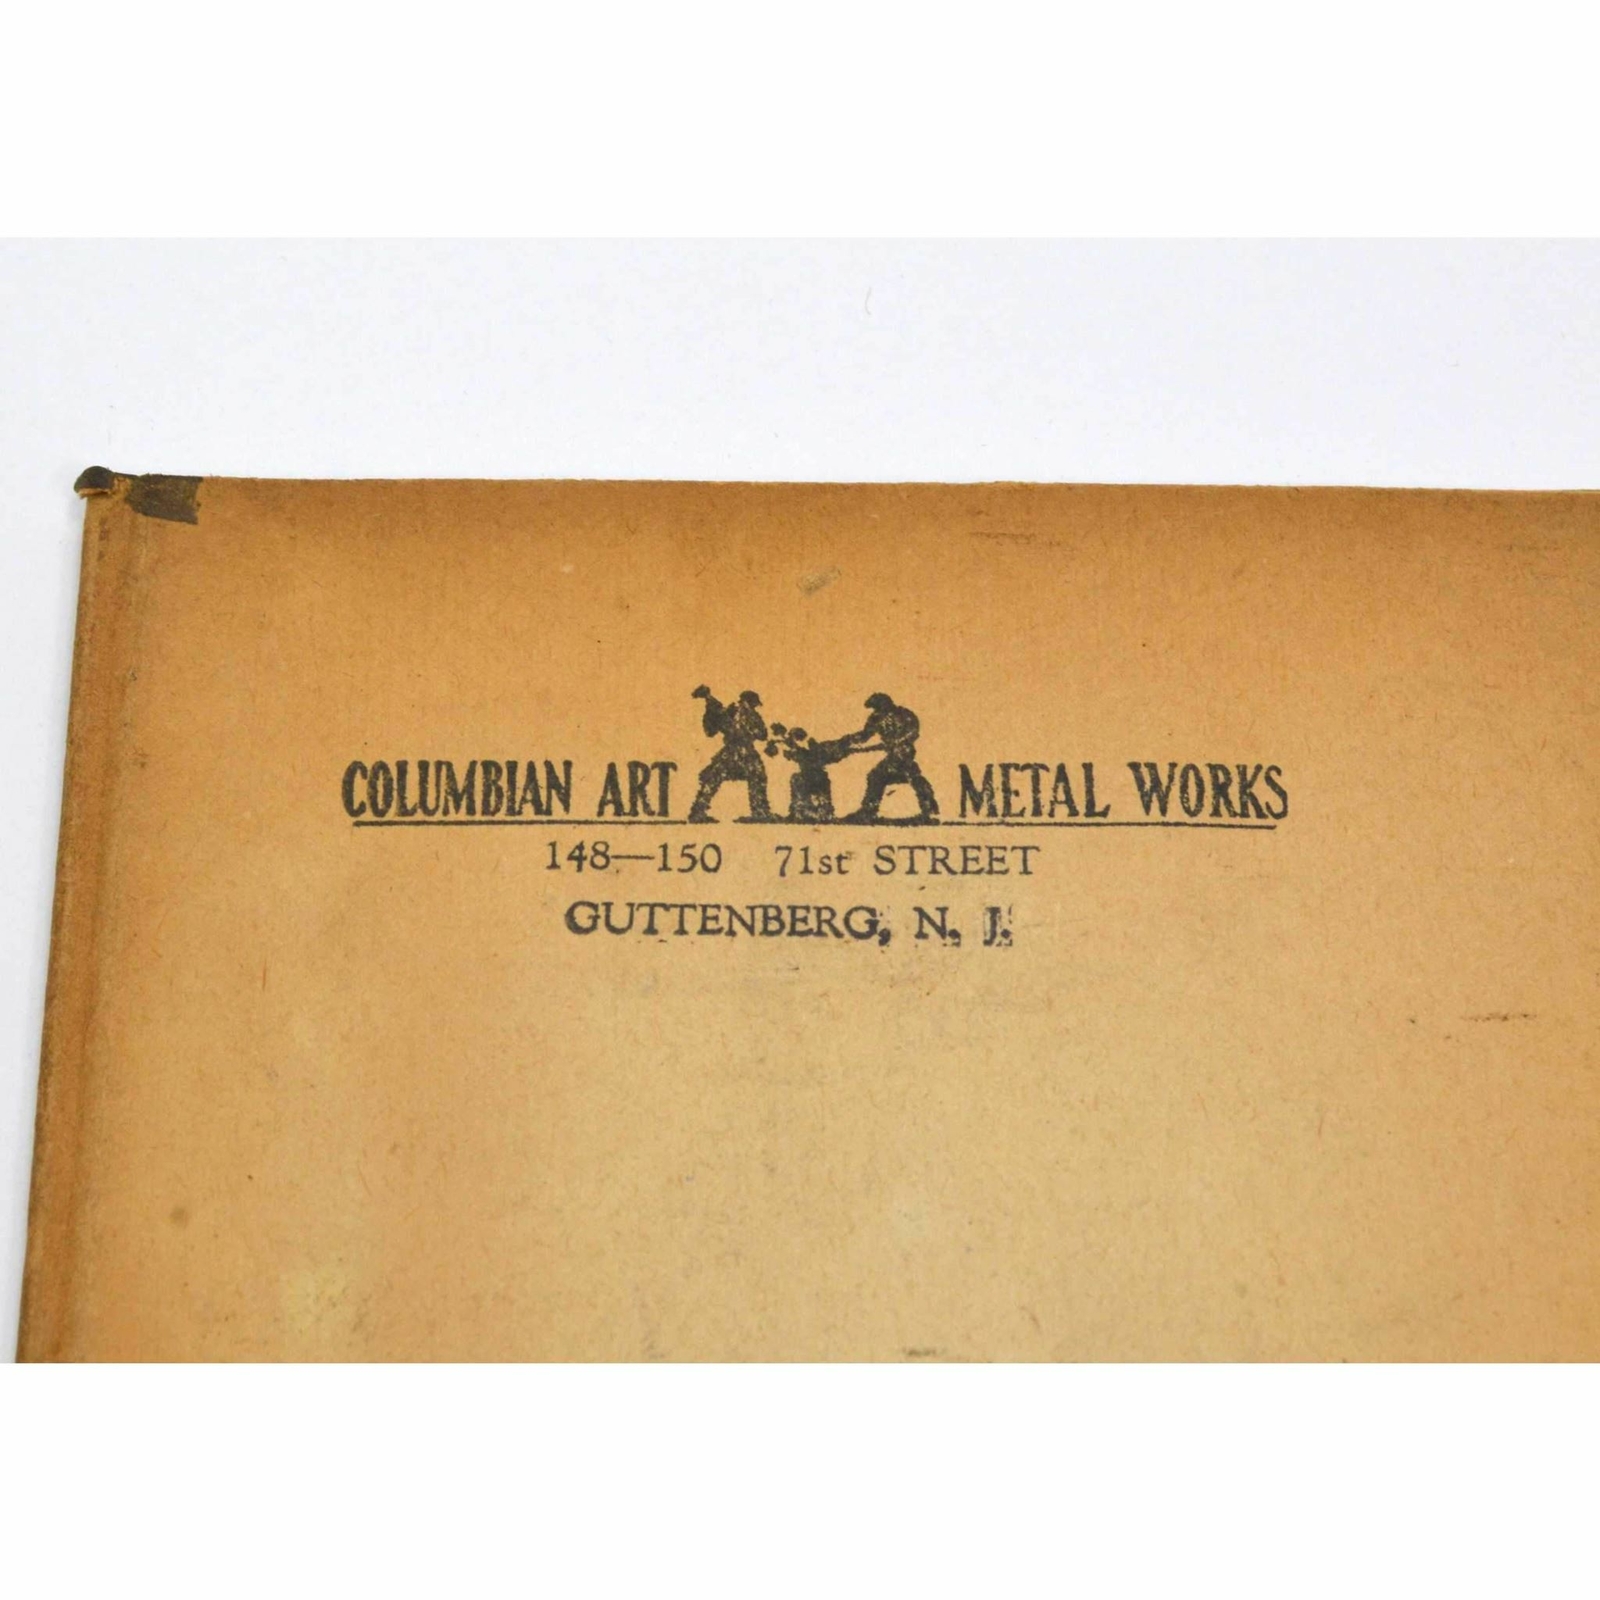 COLUMBIAN ART METAL WORKS
148—150 71st STREET
GUTTENBERG, N. J.